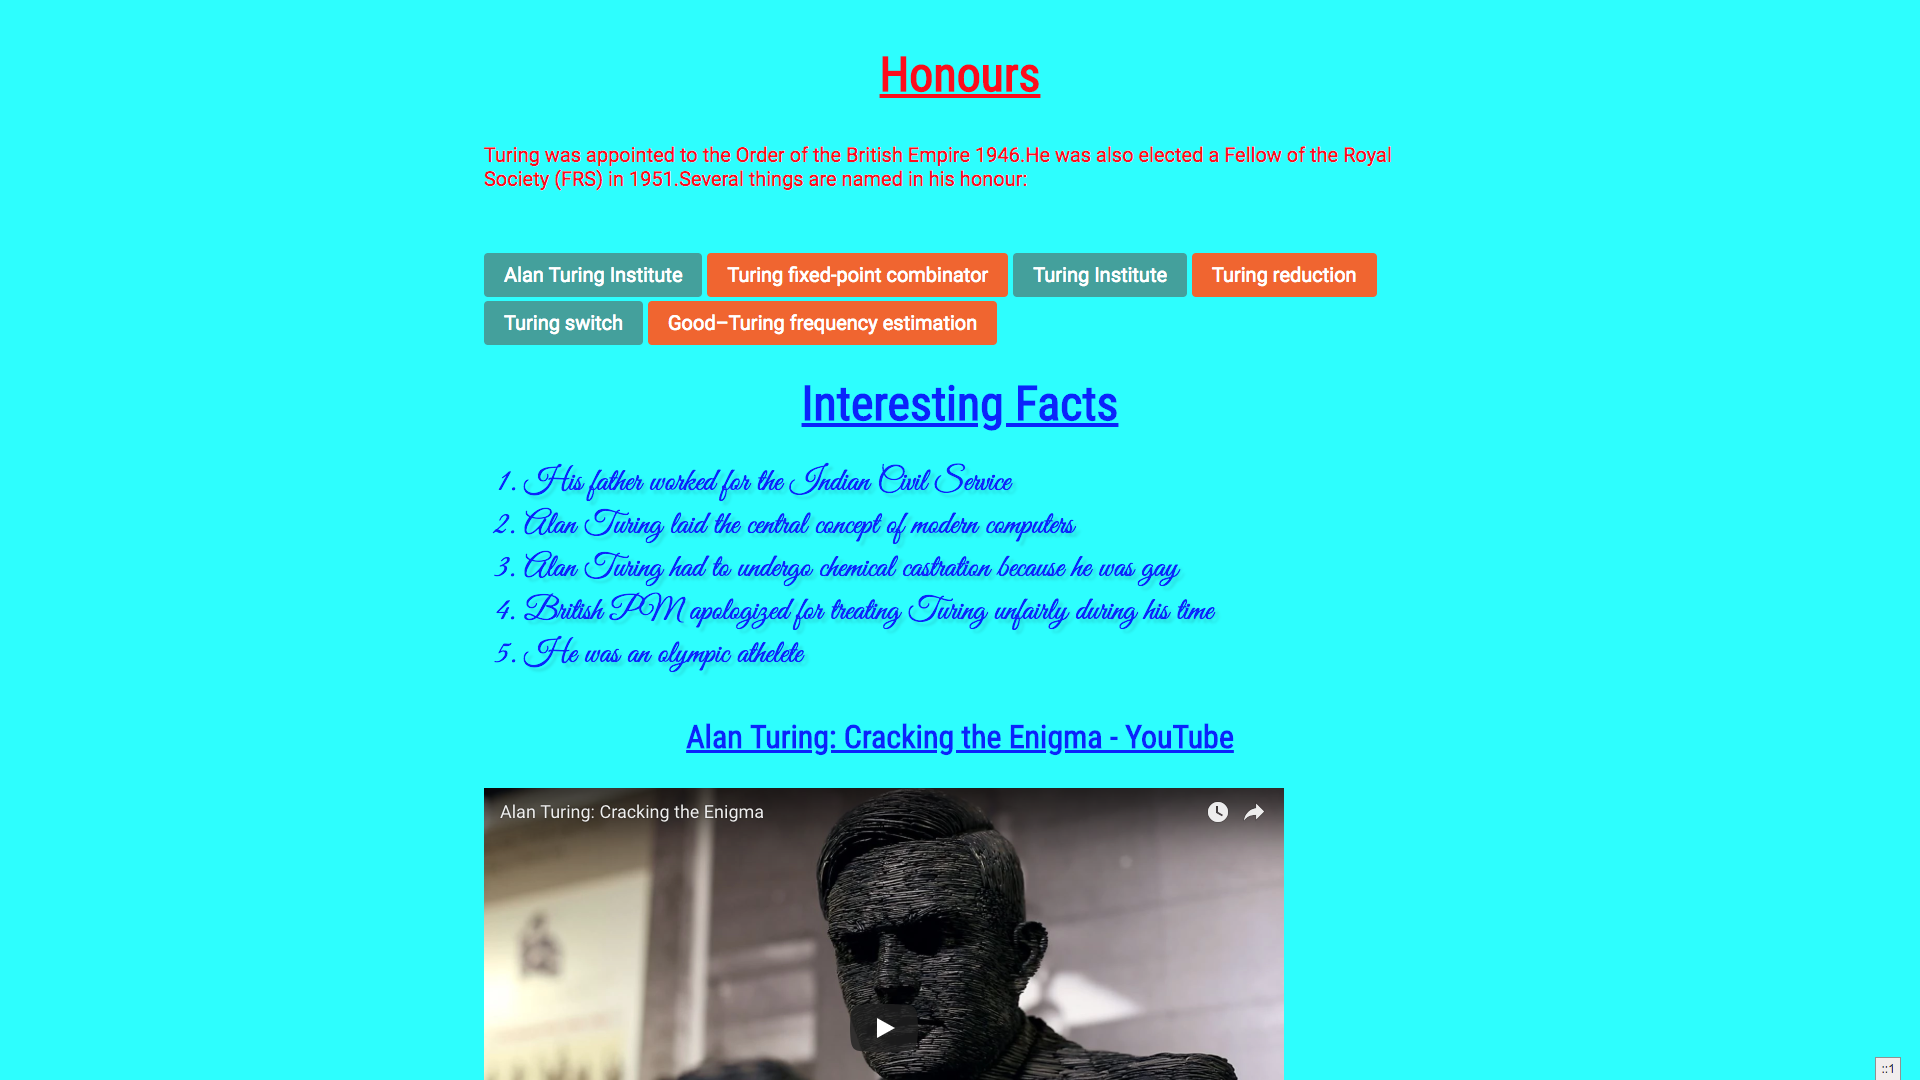 Honours
Turing was appointed to the Order of the British Empire 1946.He was also elected a Fellow of the Royal
Society (FRS) in 1951.Several things are named in his honour:
Alan Turing Institute Turing fixed-point combinator Turing Institute Turing reduction
Turing switch Good–Turing frequency estimation
Interesting Facts
1. His father worked for the Indian Civil Service
2. Alan Turing laid the central concept of modern computers
3. Alan Turing had to undergo chemical castration because he was gay
4. British PM apologized for treating Turing unfairly during his time
5. He was an olympic athelete
Alan Turing: Cracking the Enigma - YouTube
Alan Turing: Cracking the Enigma
::1